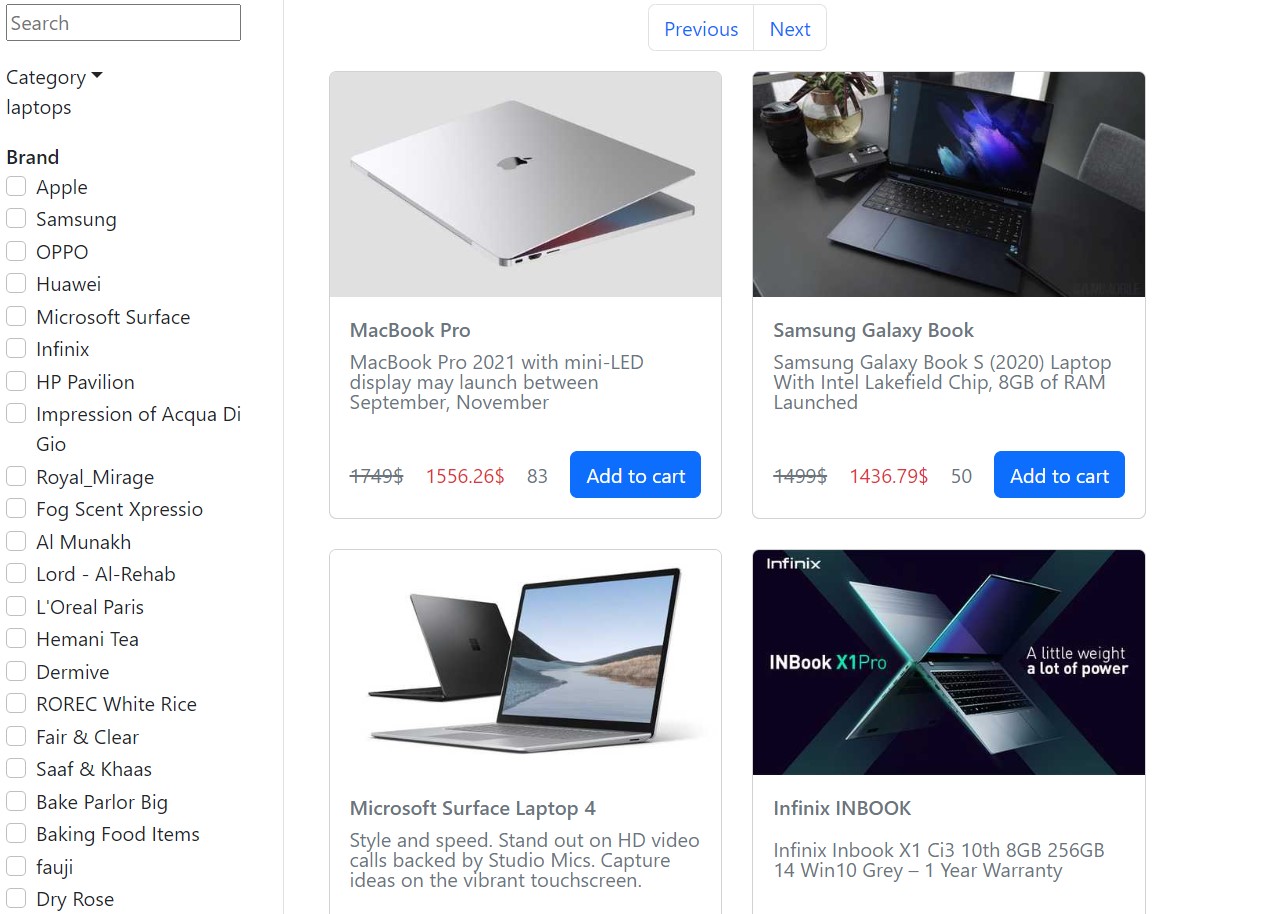 Search
Category
laptops
Brand
Apple
Samsung
OPPO
Huawei
Microsoft Surface
Infinix
HP Pavilion
Impression of Acqua Di
Gio
Royal_Mirage
Fog Scent Xpressio
Al Munakh
Lord - Al-Rehab
L'Oreal Paris
Hemani Tea
Dermive
ROREC White Rice
Fair & Clear
Saaf & Khaas
Bake Parlor Big
Baking Food Items
fauji
Dry Rose
Previous Next
MacBook Pro
MacBook Pro 2021 with mini-LED
display may launch between
September, November
1749$ 1556.26$ 83 Add to cart
Samsung Galaxy Book
Samsung Galaxy Book S (2020) Laptop
With Intel Lakefield Chip, 8GB of RAM
Launched
1499$ 1436.79$ 50 Add to cart
Microsoft Surface Laptop 4
Style and speed. Stand out on HD video
calls backed by Studio Mics. Capture
ideas on the vibrant touchscreen.
Infinix
INBook X1Pro
A little weight
a lot of power
Infinix INBOOK
Infinix Inbook X1 Ci3 10th 8GB 256GB
14 Win10 Grey – 1 Year Warranty